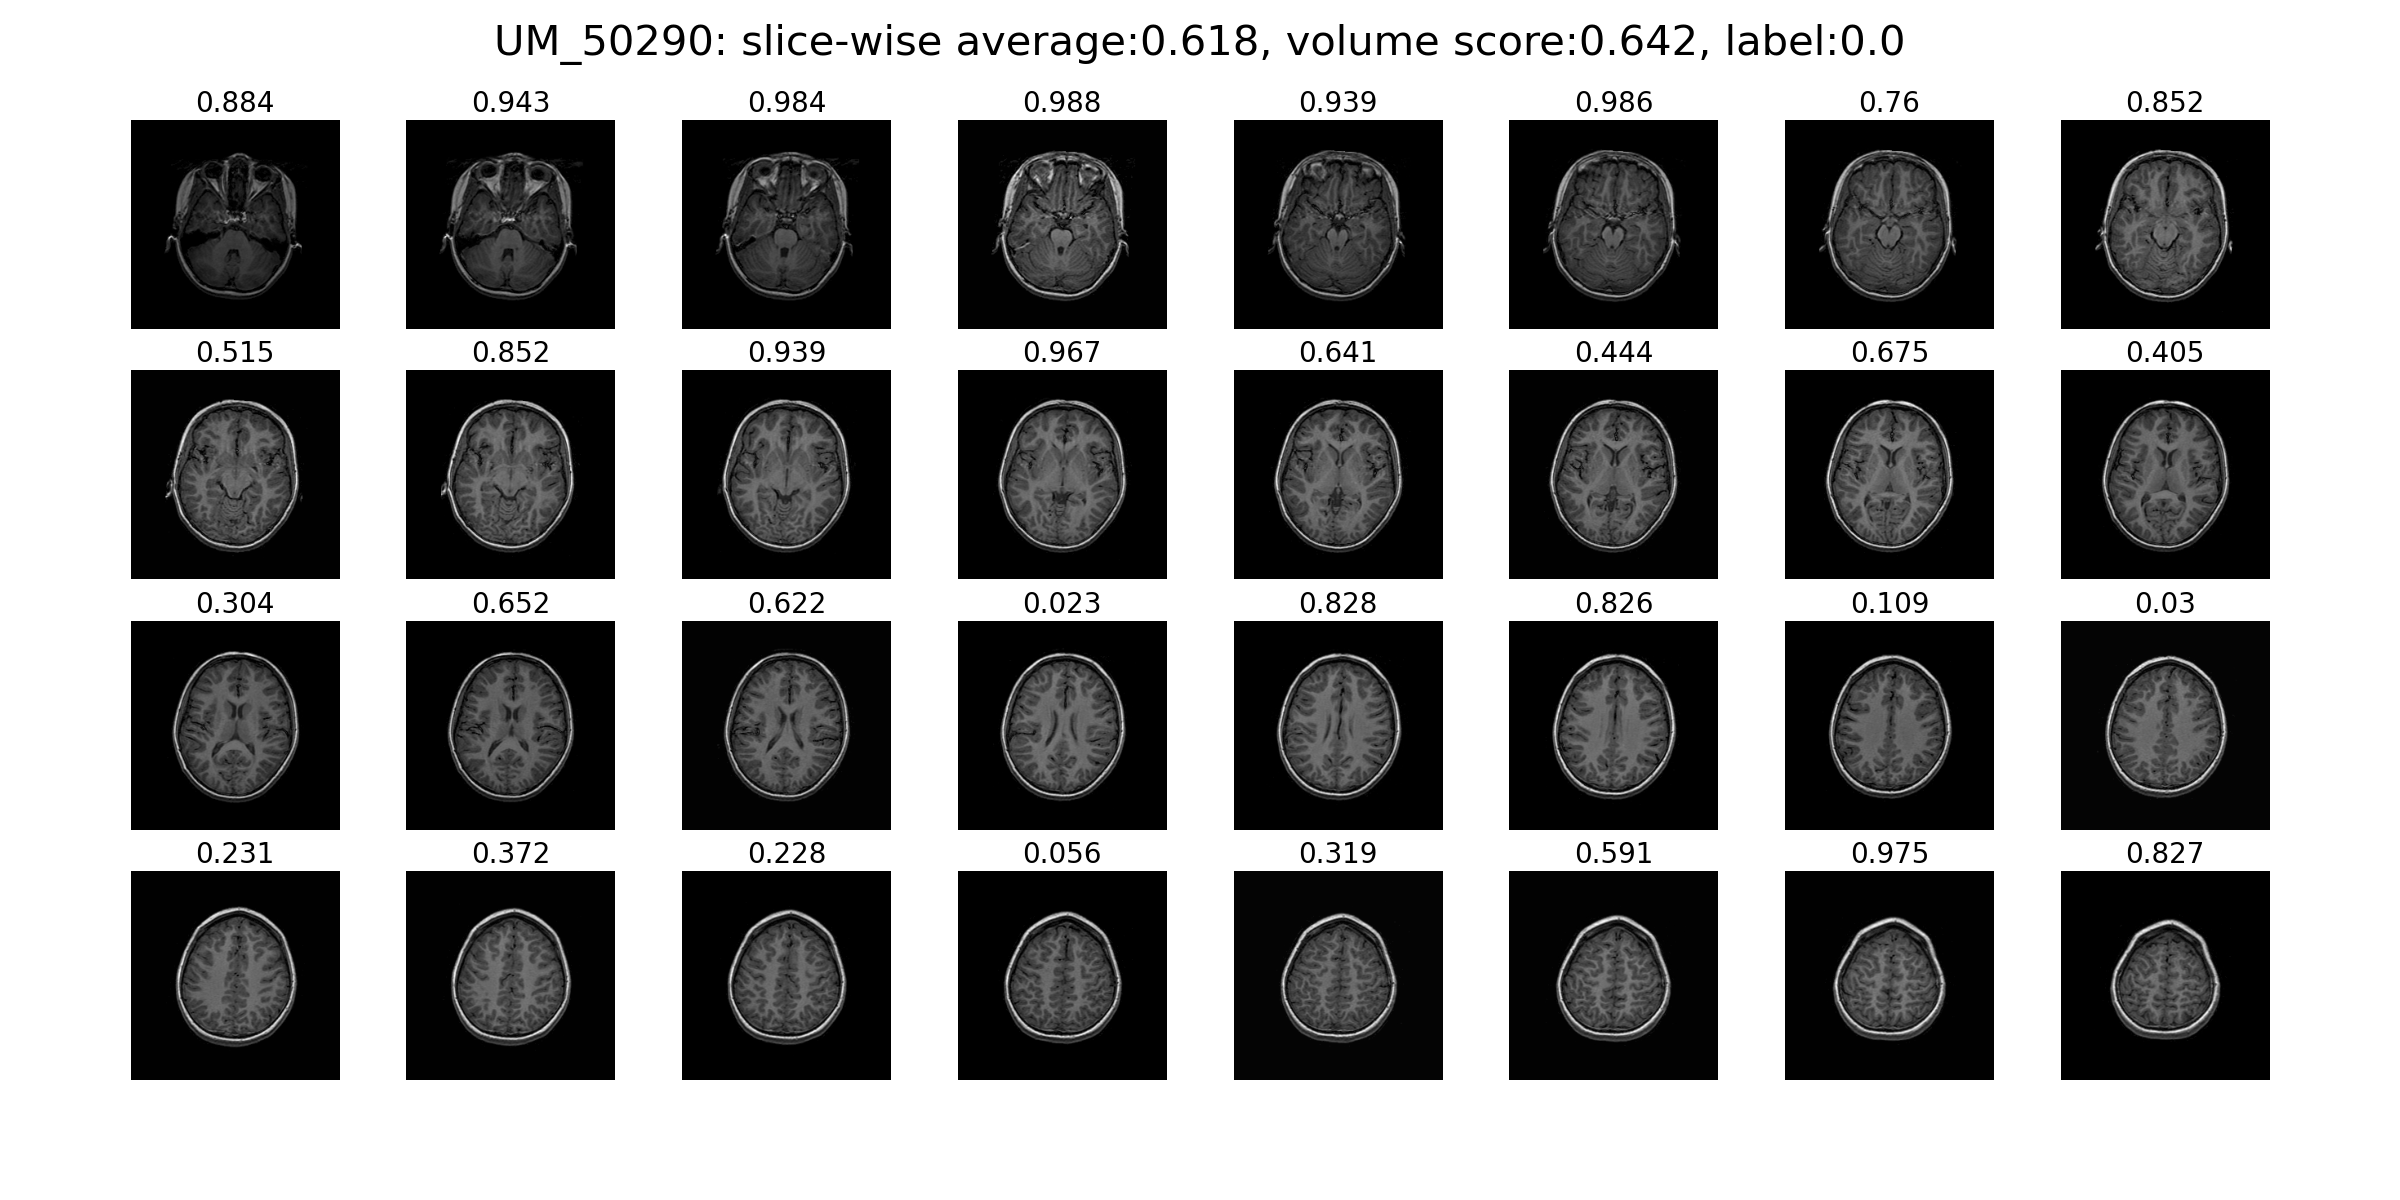 UM_50290: slice-wise average:0.618, volume score:0.642, label:0.0
0.884 0.943 0.984 0.988 0.939 0.986 0.76 0.852
0.515 0.852 0.939 0.967 0.641 0.444 0.675 0.405
0.304 0.652 0.622 0.023 0.828 0.826 0.109 0.03
0.231 0.372 0.228 0.056 0.319 0.591 0.975 0.827